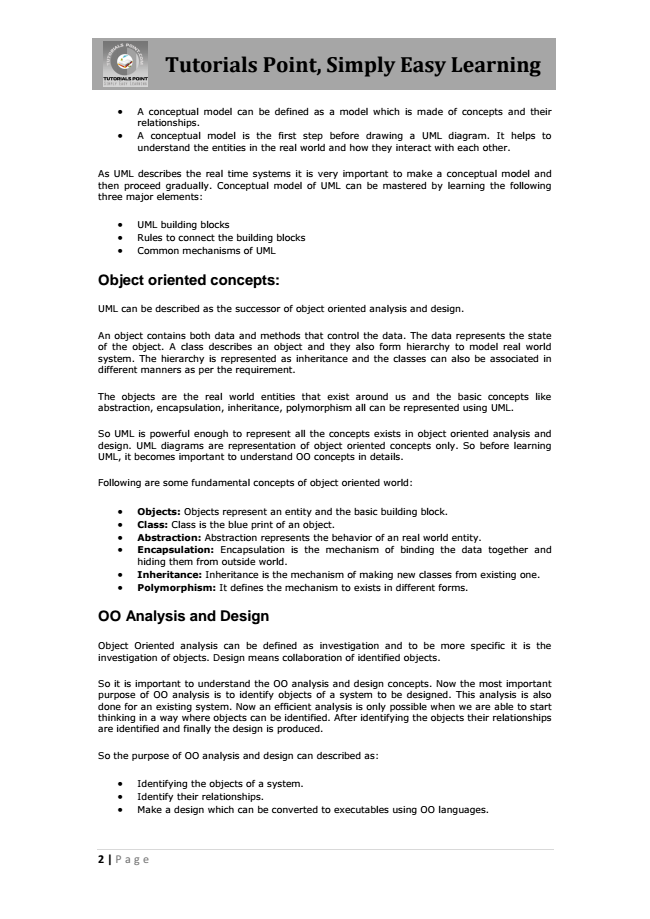 TUTORIALS POINT
Tutorials Point, Simply Easy Learning
• A conceptual model can be defined as a model which is made of concepts and their
relationships.
• A conceptual model is the first step before drawing a UML diagram. It helps to
understand the entities in the real world and how they interact with each other.
As UML describes the real time systems it is very important to make a conceptual model and
then proceed gradually. Conceptual model of UML can be mastered by learning the following
three major elements:
• UML building blocks
• Rules to connect the building blocks
• Common mechanisms of UML
Object oriented concepts:
UML can be described as the successor of object oriented analysis and design.
An object contains both data and methods that control the data. The data represents the state
of the object. A class describes an object and they also form hierarchy to model real world
system. The hierarchy is represented as inheritance and the classes can also be associated in
different manners as per the requirement.
The objects are the real world entities that exist around us and the basic concepts like
abstraction, encapsulation, inheritance, polymorphism all can be represented using UML.
So UML is powerful enough to represent all the concepts exists in object oriented analysis and
design. UML diagrams are representation of object oriented concepts only. So before learning
UML, it becomes important to understand OO concepts in details.
Following are some fundamental concepts of object oriented world:
• Objects: Objects represent an entity and the basic building block.
• Class: Class is the blue print of an object.
• Abstraction: Abstraction represents the behavior of an real world entity.
• Encapsulation: Encapsulation is the mechanism of binding the data together and
hiding them from outside world.
• Inheritance: Inheritance is the mechanism of making new classes from existing one.
• Polymorphism: It defines the mechanism to exists in different forms.
OO Analysis and Design
Object Oriented analysis can be defined as investigation and to be more specific it is the
investigation of objects. Design means collaboration of identified objects.
So it is important to understand the OO analysis and design concepts. Now the most important
purpose of OO analysis is to identify objects of a system to be designed. This analysis is also
done for an existing system. Now an efficient analysis is only possible when we are able to start
thinking in a way where objects can be identified. After identifying the objects their relationships
are identified and finally the design is produced.
So the purpose of OO analysis and design can described as:
• Identifying the objects of a system.
• Identify their relationships.
• Make a design which can be converted to executables using OO languages.
2 | Page